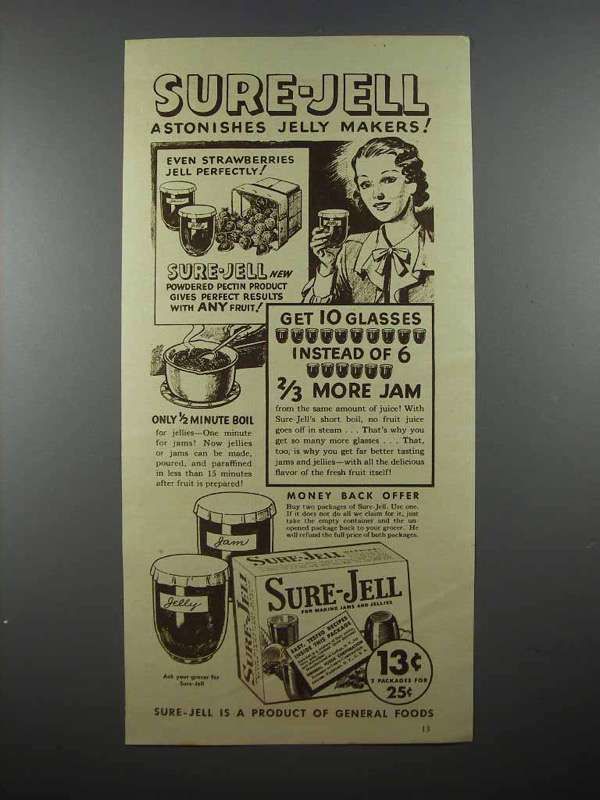 SURE-JELL
ASTONISHES JELLY MAKERS!
EVEN STRAWBERRIES
JELL PERFECTLY!
SURE-JELL NEW
POWDERED PECTIN PRODUCT
GIVES PERFECT RESULTS
WITH ANY FRUIT!
GET 10 GLASSES
INSTEAD OF 6
2/3 MORE JAM
from the same amount of juice! With
Sure-Jell's short boil, no fruit juice
goes off in steam . . . That's why you
get so many more glasses . . . That,
too, is why you get far better tasting
jams and jellies—with all the delicious
flavor of the fresh fruit itself!
ONLY 1/2 MINUTE BOIL
for jellies—One minute
for jams! Now jellies
or jams can be made,
poured, and paraffined
in less than 15 minutes
after fruit is prepared!
MONEY BACK OFFER
Buy two packages of Sure-Jell. Use one.
If it does not do all we claim for it, just
take the empty container and the un-
opened package back to your grocer. He
will refund the full price of both packages.
Jam
Jelly
Ask your grocer for
Sure-Jell
SURE-JELL
SURE-JELL
SURE-JELL
FOR MAKING JAMS AND JELLIES
EASY, TESTED RECIPES
INSIDE THIS PACKAGE
13¢
2 PACKAGES FOR
25¢
SURE-JELL IS A PRODUCT OF GENERAL FOODS
13